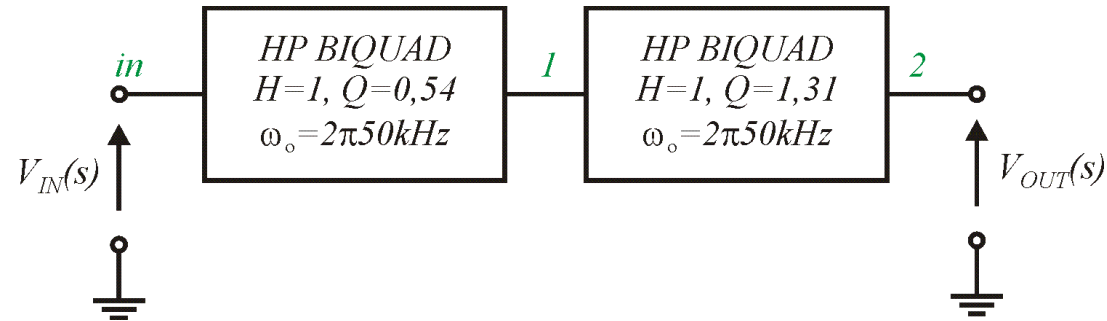 in
HP BIQUAD
H=1, Q=0,54
ωo=2π50kHz
1
HP BIQUAD
H=1, Q=1,31
ωo=2π50kHz
2
VIN(s)
VOUT(s)